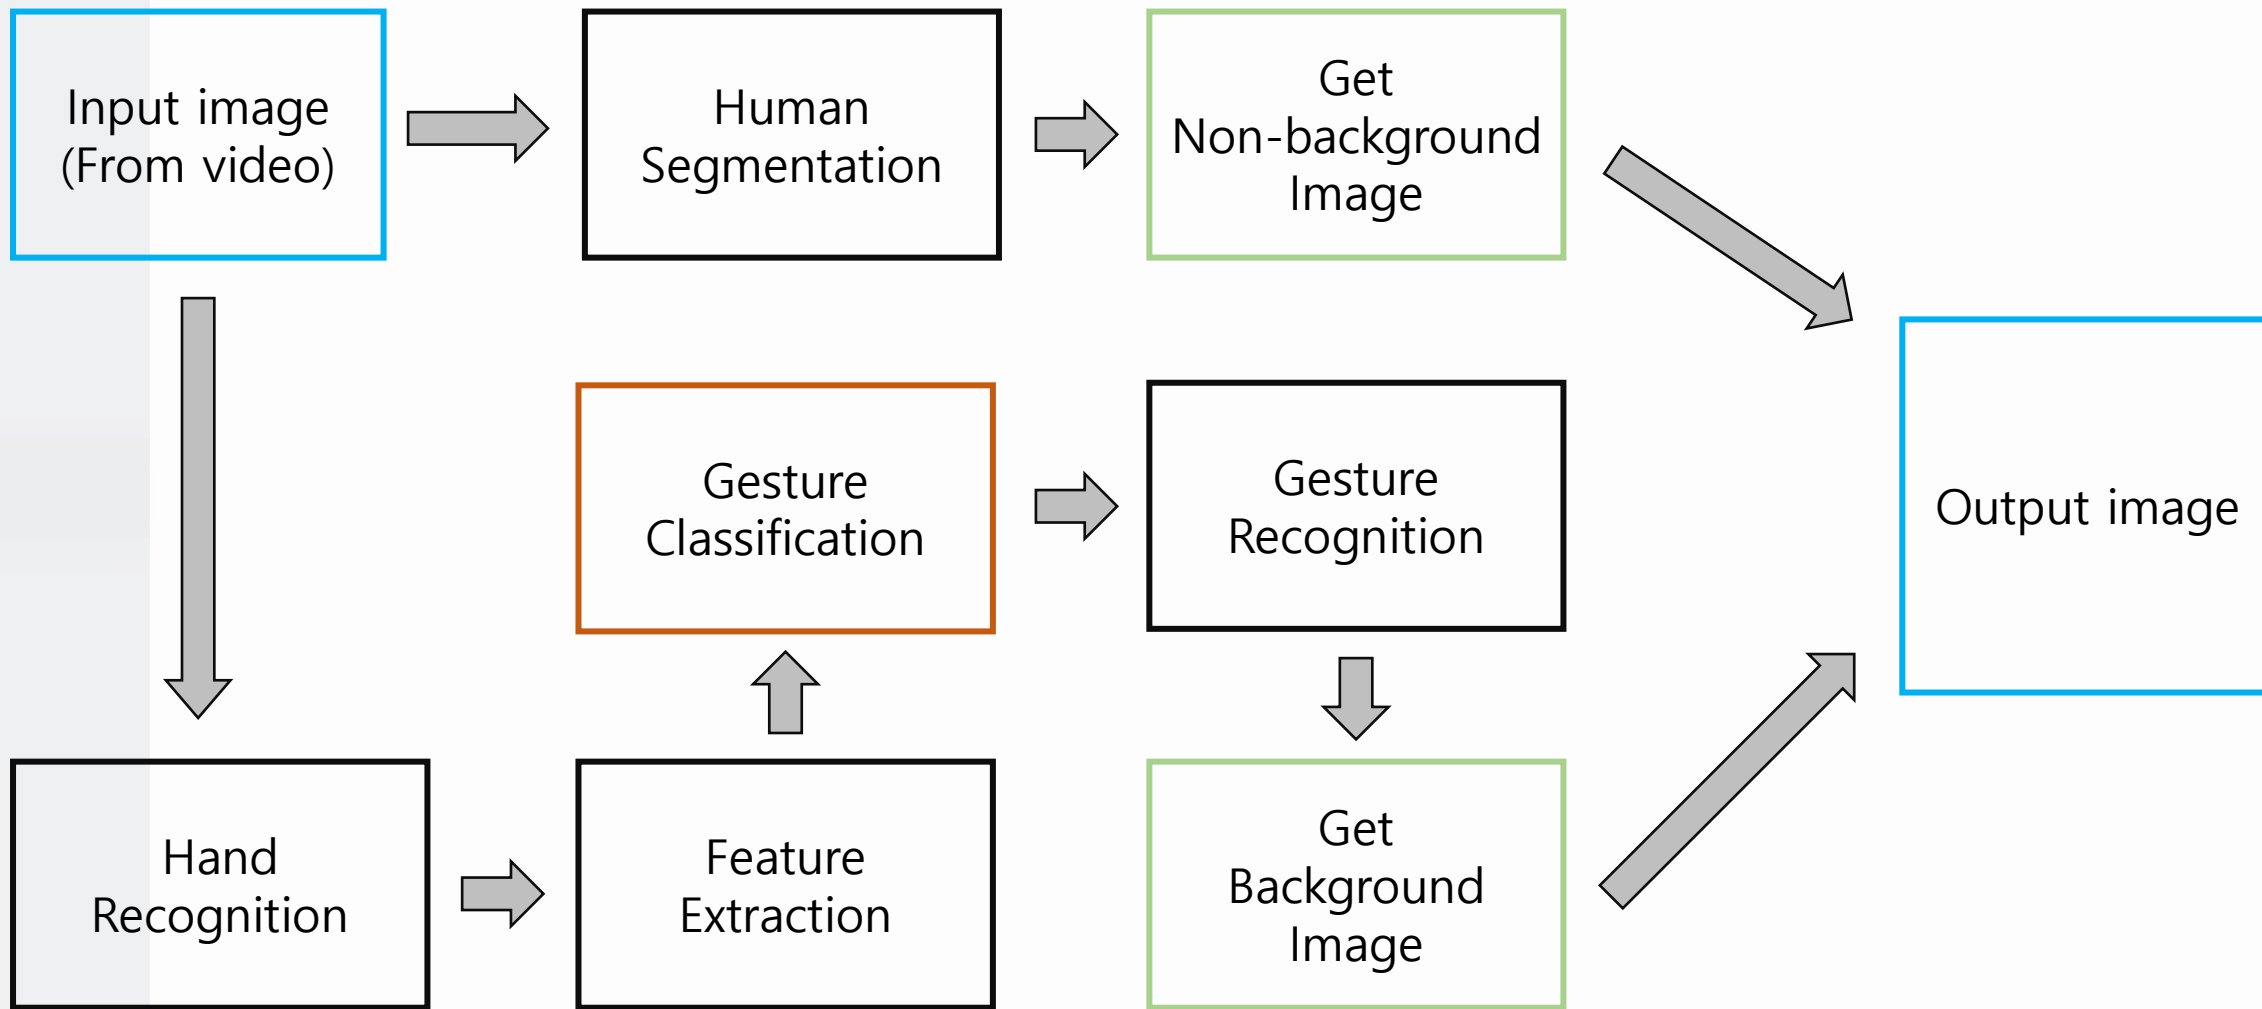 Input image
(From video)
Human
Segmentation
Get
Non-background
Image
Gesture
Classification
Gesture
Recognition
Output image
Hand
Recognition
Feature
Extraction
Get
Background
Image